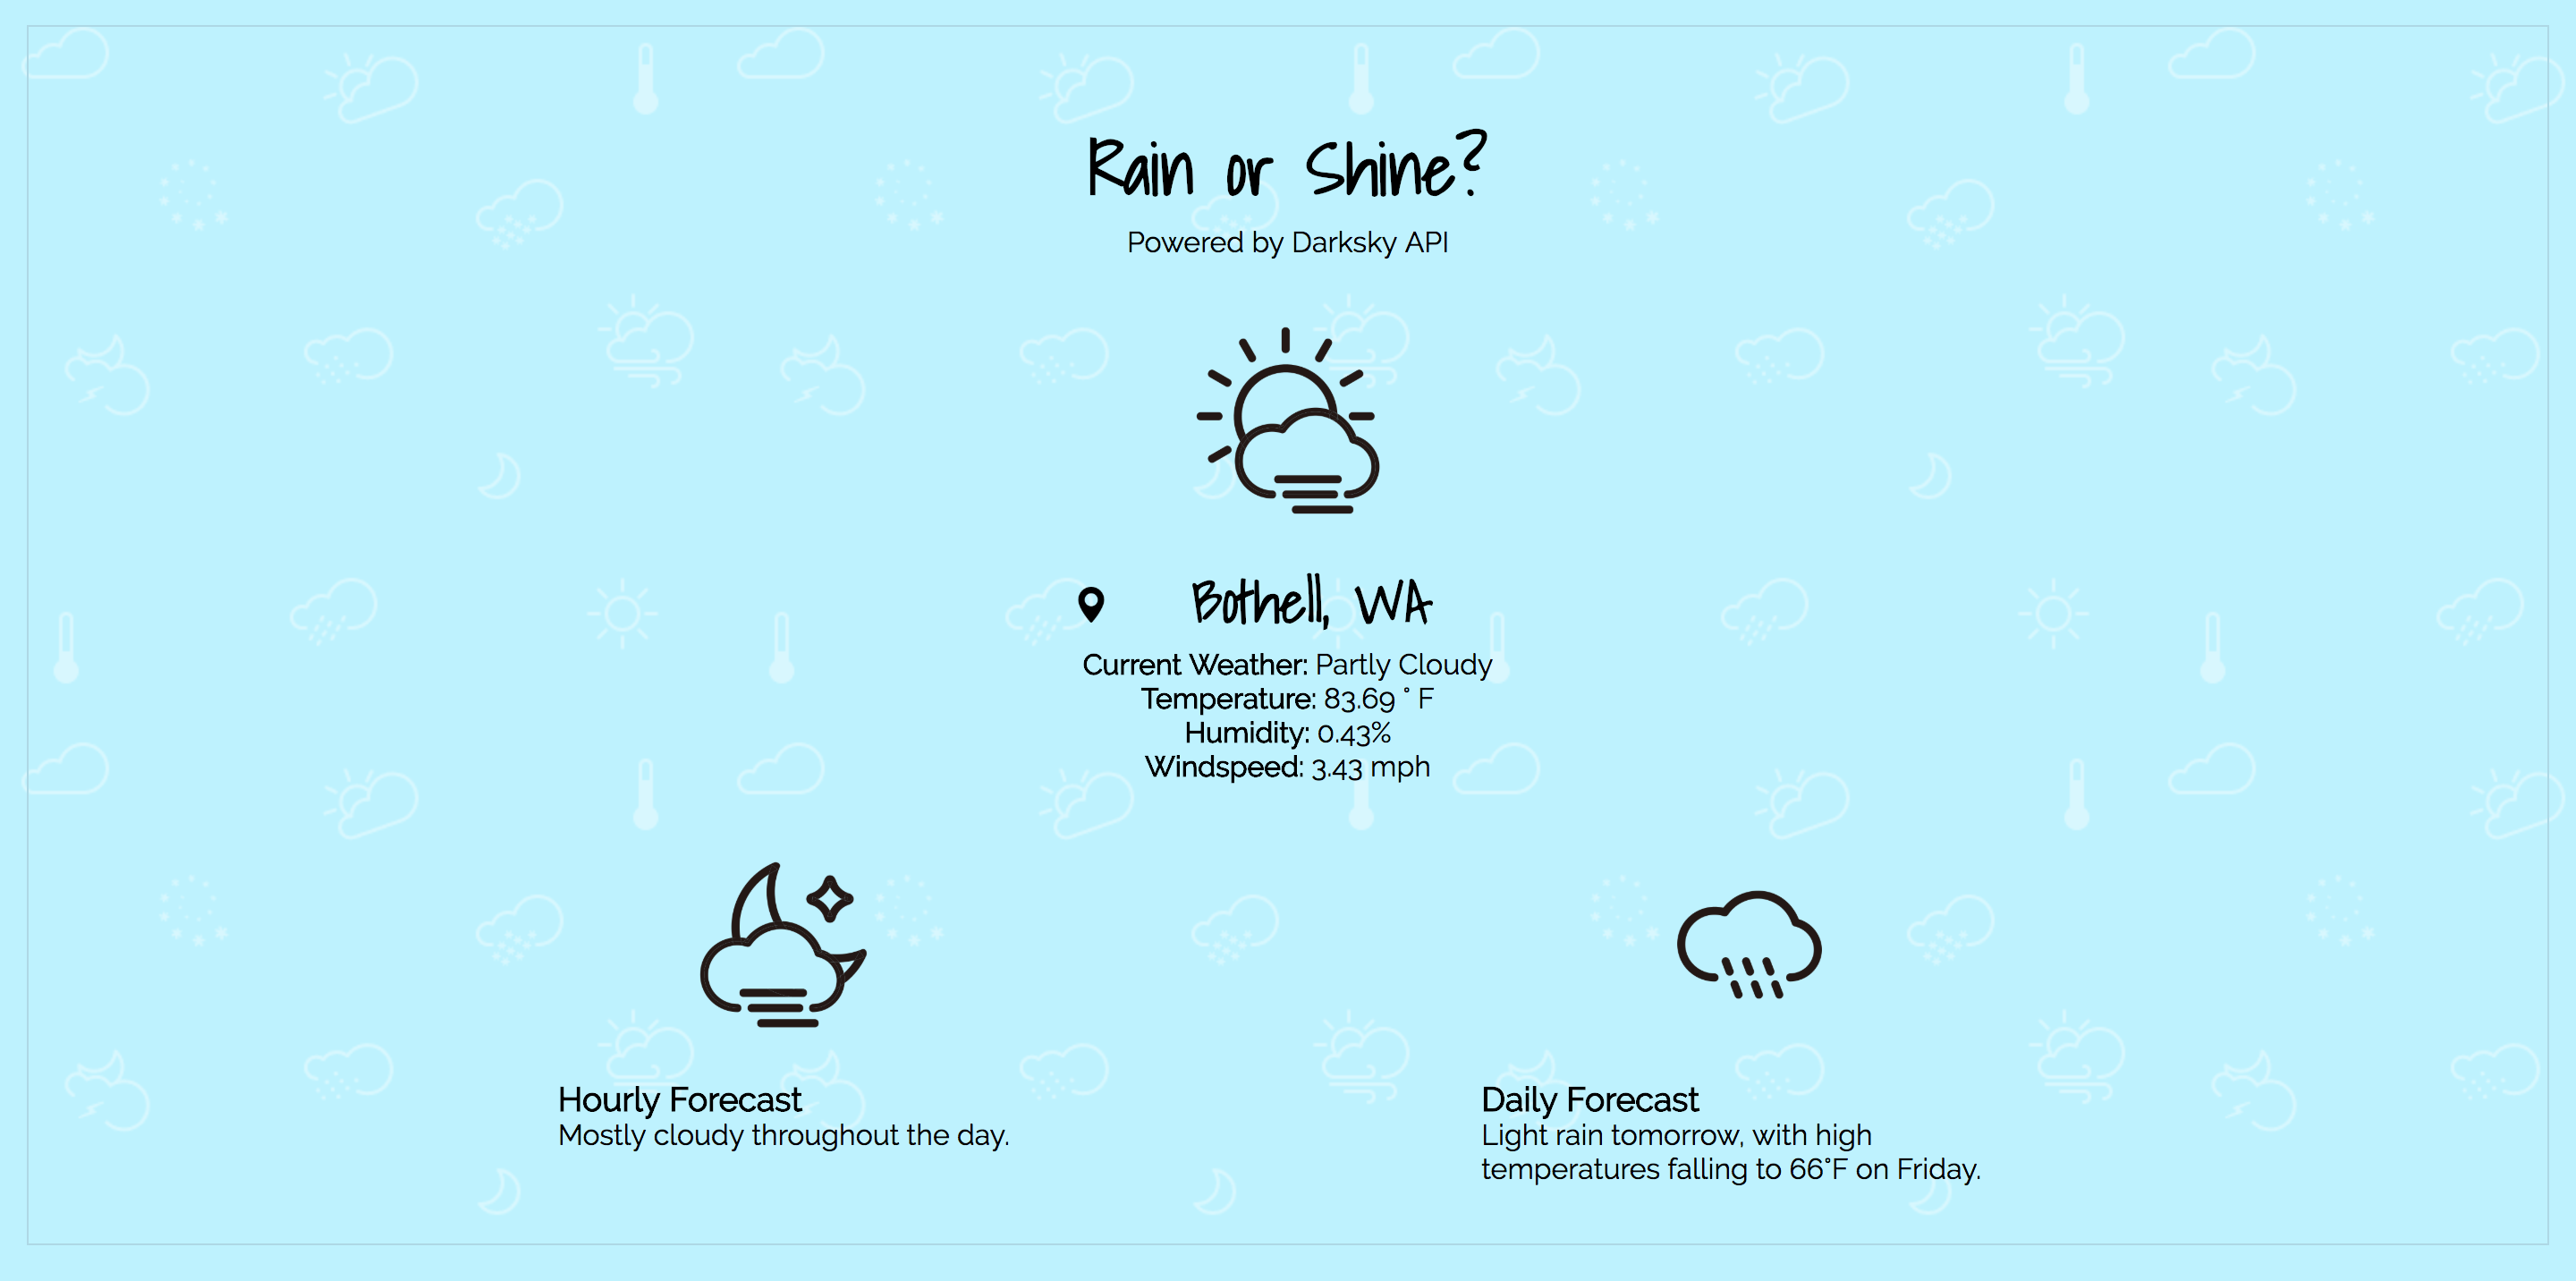 Rain or Shine?
Powered by Darksky API
Bothell, WA
Current Weather: Partly Cloudy
Temperature: 83.69 ° F
Humidity: 0.43%
Windspeed: 3.43 mph
Hourly Forecast
Mostly cloudy throughout the day.
Daily Forecast
Light rain tomorrow, with high
temperatures falling to 66°F on Friday.